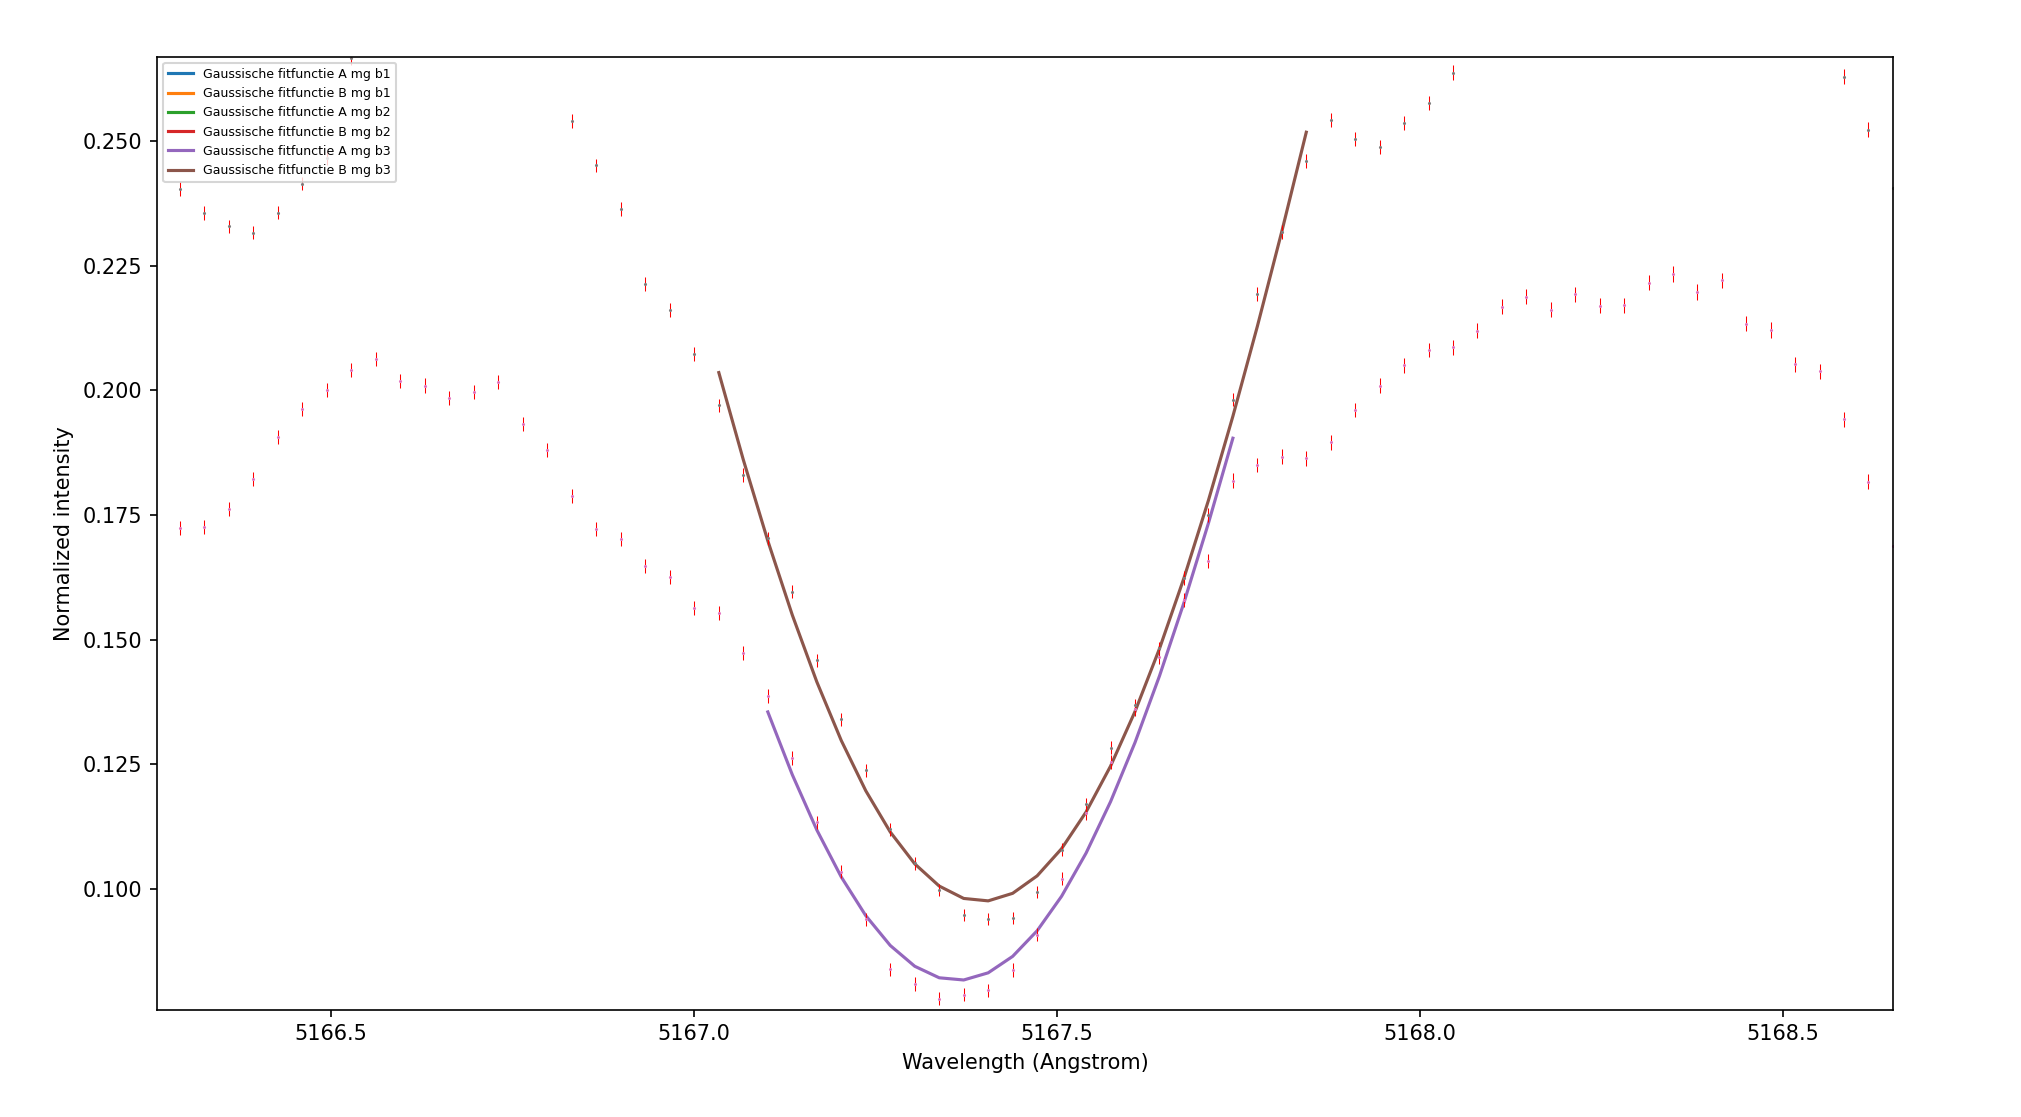 Gaussische fitfunctie A mg b1
Gaussische fitfunctie B mg b1
Gaussische fitfunctie A mg b2
Gaussische fitfunctie B mg b2
Gaussische fitfunctie A mg b3
Gaussische fitfunctie B mg b3
0.250
0.225
0.200
0.175
0.150
0.125
0.100
Normalized intensity
5166.5 5167.0 5167.5 5168.0 5168.5
Wavelength (Angstrom)